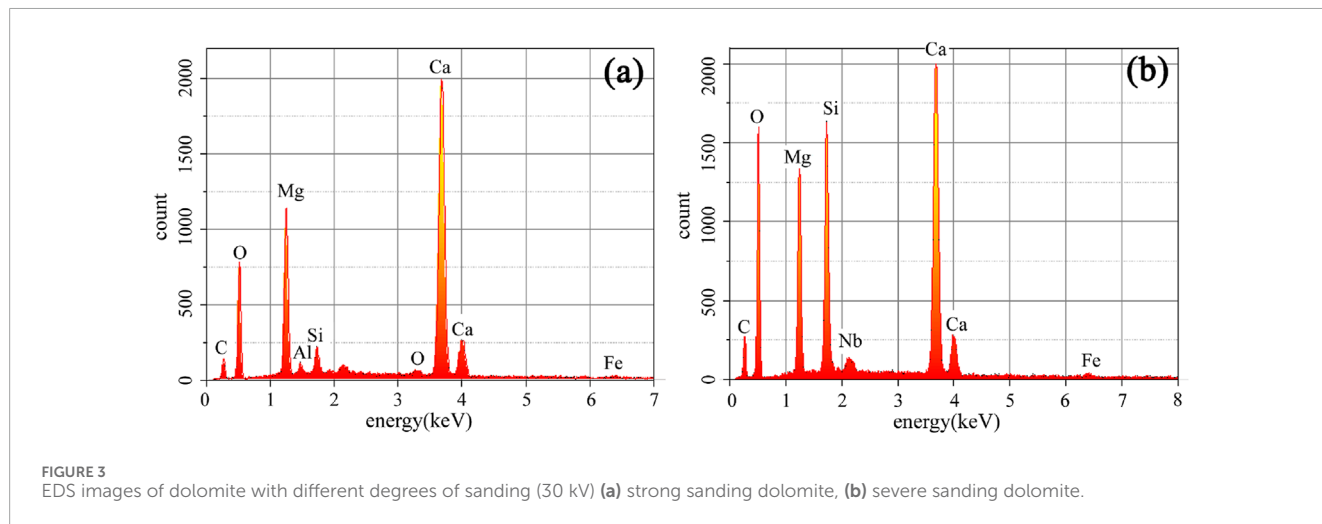 (a)
Ca
2000
1500
1000
500
0
count
C
O
Mg
Al
Si
O
Ca
Fe
0 1 2 3 4 5 6 7
energy(keV)
(b)
Ca
2000
1500
1000
500
0
count
C
O
Mg
Si
Nb
Ca
Fe
0 1 2 3 4 5 6 7 8
energy(keV)
FIGURE 3
EDS images of dolomite with different degrees of sanding (30 kV) (a) strong sanding dolomite, (b) severe sanding dolomite.